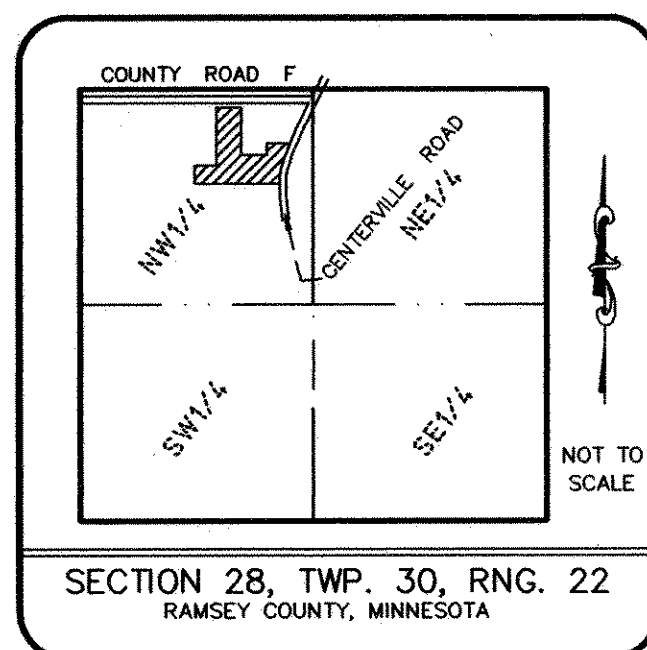 COUNTY ROAD F
CENTERVILLE ROAD
NW1/4
NE1/4
SW1/4
SE1/4
NOT TO
SCALE
SECTION 28, TWP. 30, RNG. 22
RAMSEY COUNTY, MINNESOTA